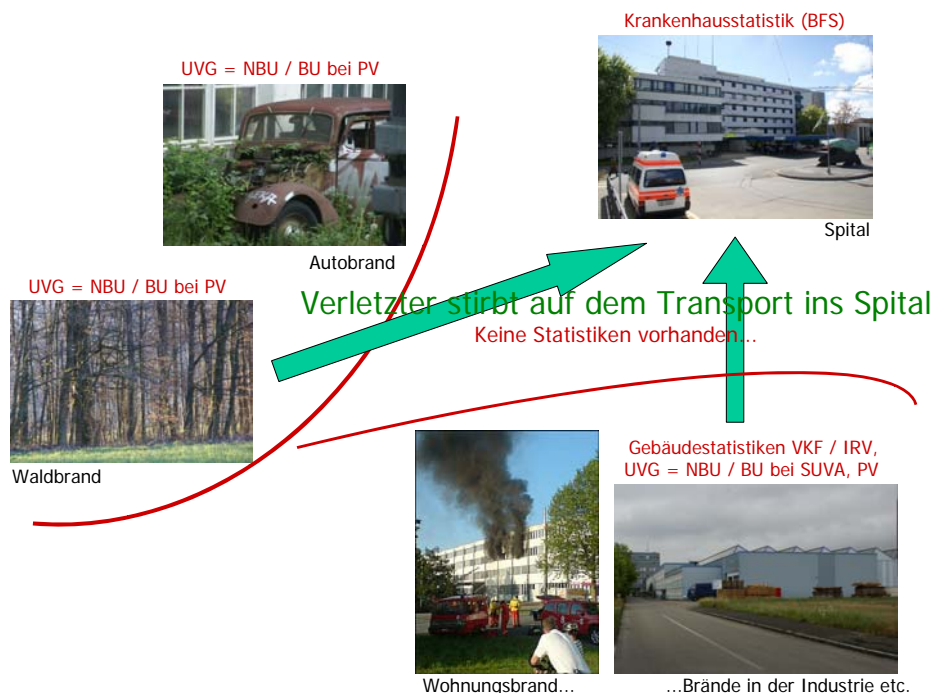 Krankenhausstatistik (BFS)
UVG = NBU / BU bei PV
Spital
Autobrand
UVG = NBU / BU bei PV
Verletzter stirbt auf dem Transport ins Spital
Keine Statistiken vorhanden...
Waldbrand
Gebäudestatistiken VKF / IRV,
UVG = NBU / BU bei SUVA, PV
Wohnungsbrand...
...Brände in der Industrie etc.